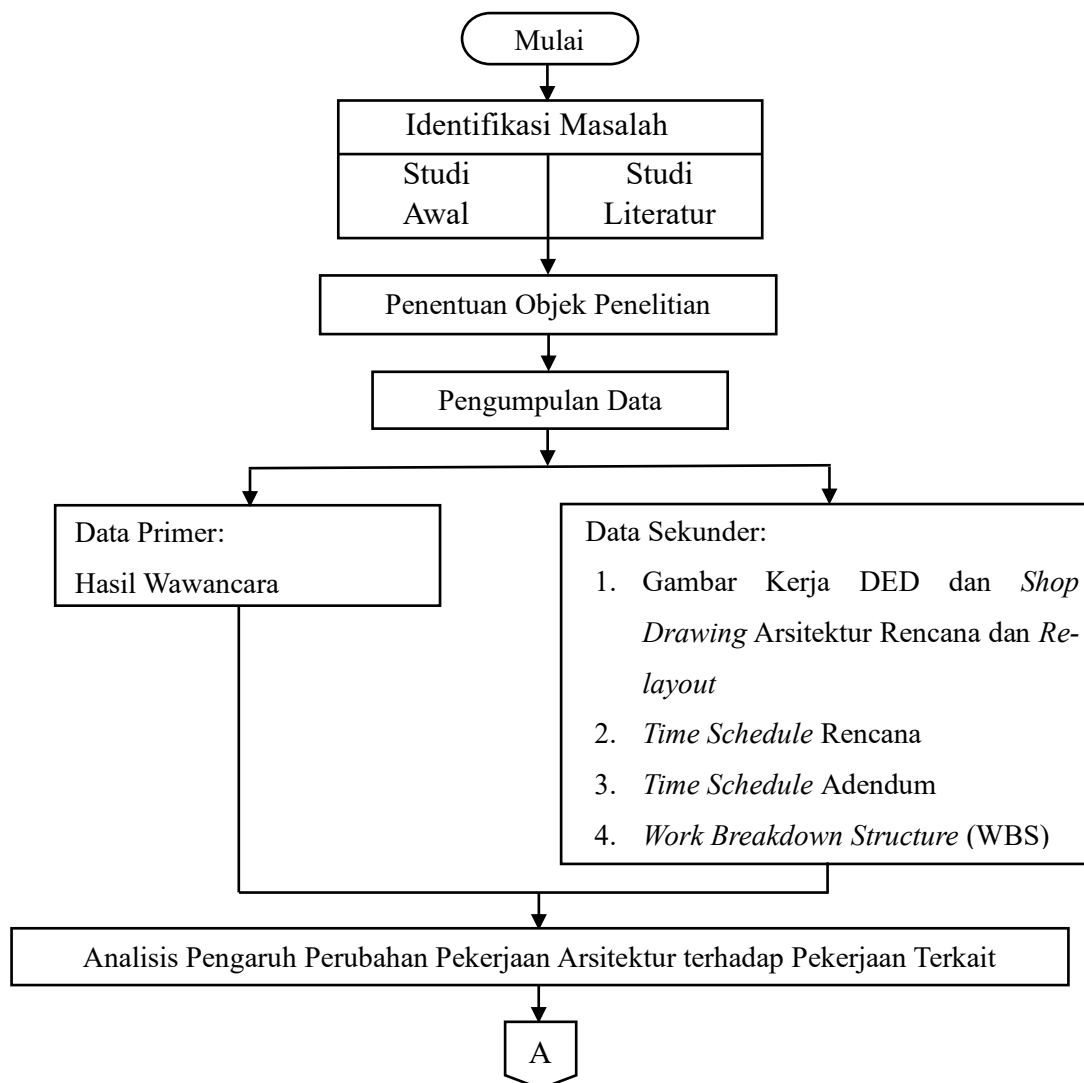 Mulai
Identifikasi Masalah
Studi
Awal
Studi
Literatur
Penentuan Objek Penelitian
Pengumpulan Data
Data Primer:
Hasil Wawancara
Data Sekunder:
1. Gambar Kerja DED dan Shop
Drawing Arsitektur Rencana dan Re-
layout
2. Time Schedule Rencana
3. Time Schedule Adendum
4. Work Breakdown Structure (WBS)
Analisis Pengaruh Perubahan Pekerjaan Arsitektur terhadap Pekerjaan Terkait
A